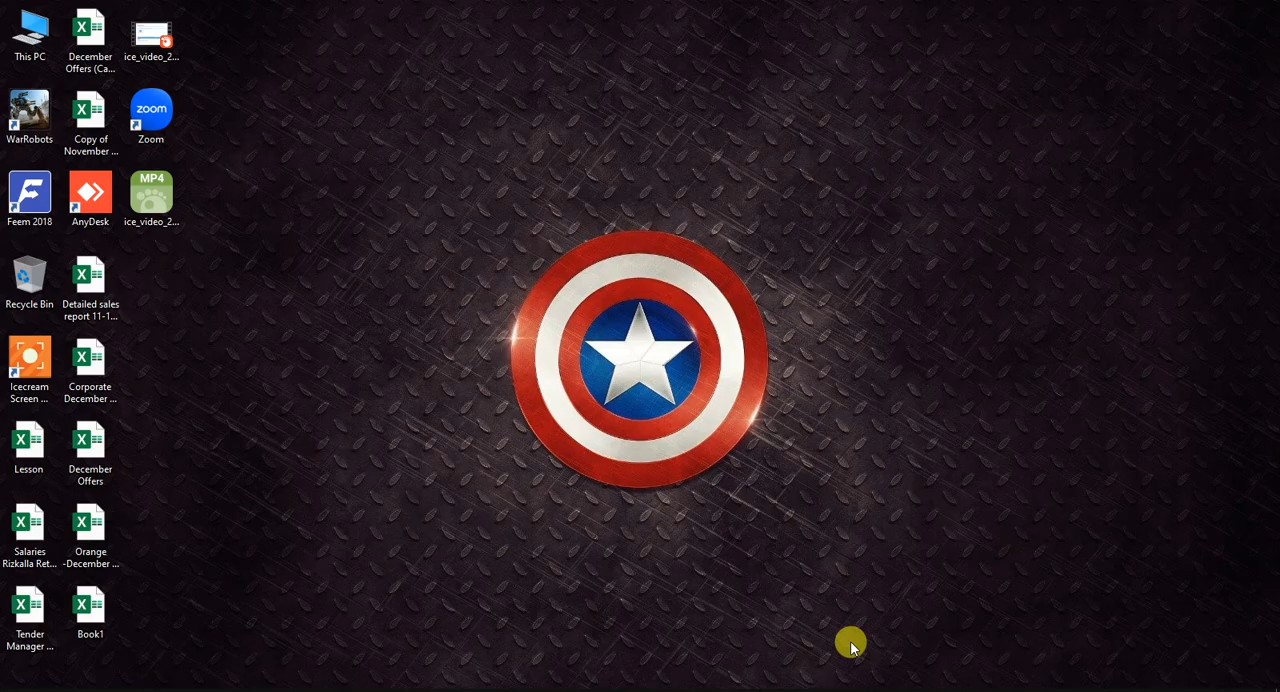 This PC
December
Offers (Ca...
ice_video_2...
WarRobots
Copy of
November ...
zoom
Zoom
Feem 2018
AnyDesk
MP4
ice_video_2...
Recycle Bin
Detailed sales
report 11-1...
Icecream
Screen ...
Corporate
December ...
Lesson
December
Offers
Salaries
Rizkalla Ret...
Orange
-December ...
Tender
Manager ...
Book1